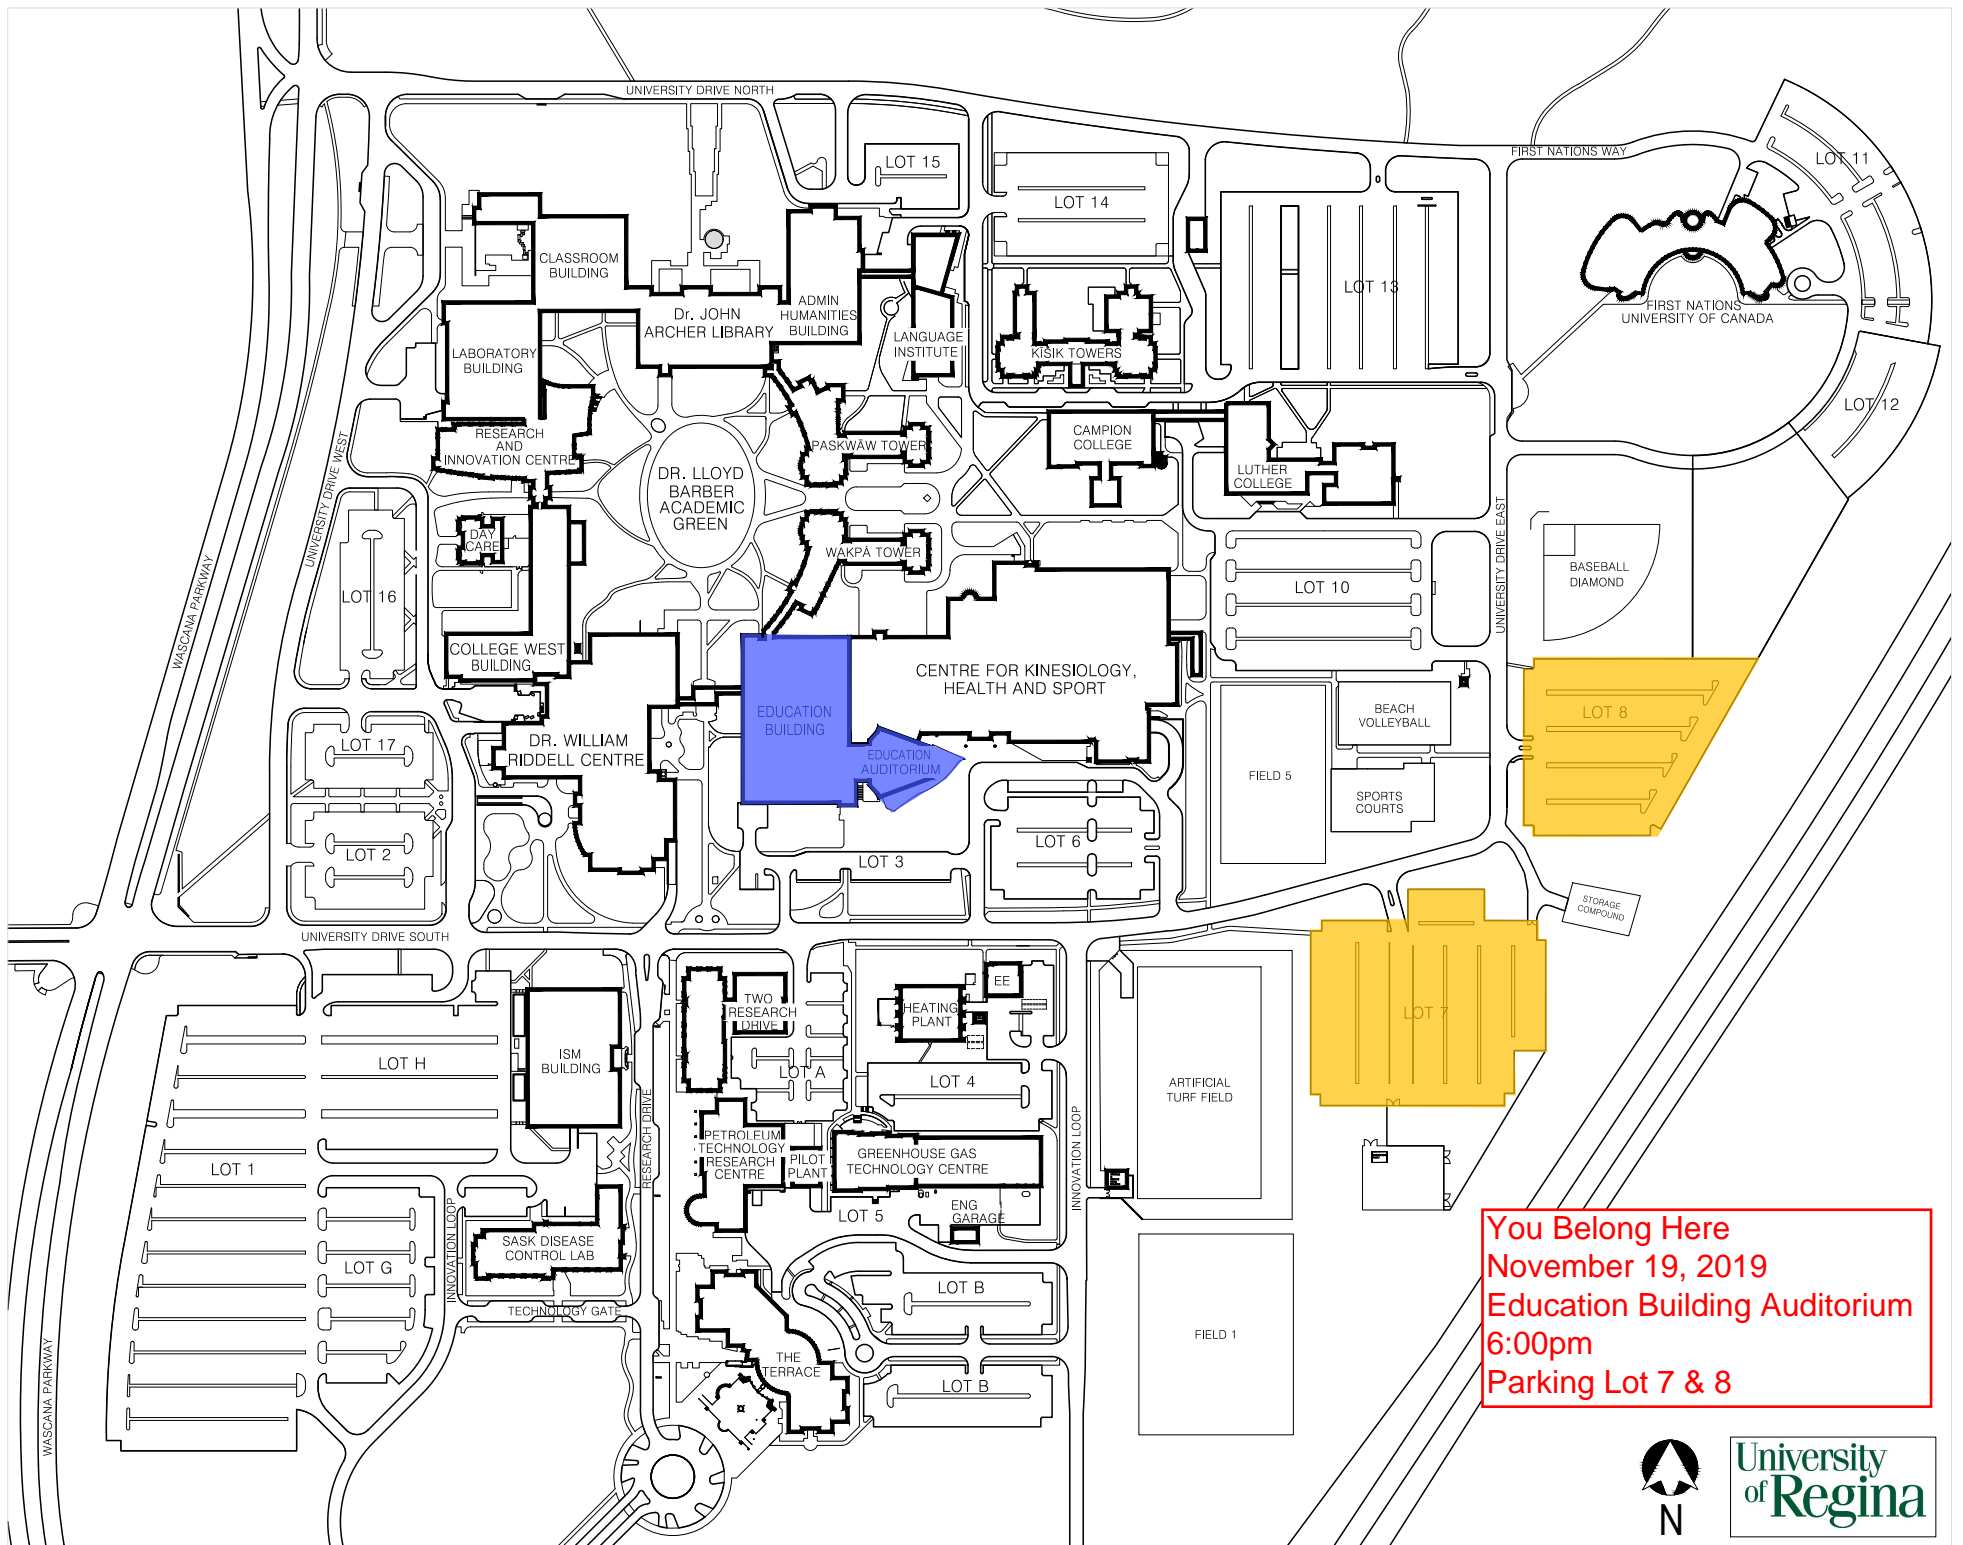 UNIVERSITY DRIVE NORTH
FIRST NATIONS WAY
LOT 11
LOT 15
LOT 14
CLASSROOM
BUILDING
LOT 13
ADMIN
HUMANITIES
BUILDING
Dr. JOHN
ARCHER LIBRARY
FIRST NATIONS
UNIVERSITY OF CANADA
LANGUAGE
INSTITUTE
KĪSIK TOWERS
LABORATORY
BUILDING
LOT 12
RESEARCH
AND
INNOVATION CENTRE
PASKWĀW TOWER
CAMPION
COLLEGE
LUTHER
COLLEGE
DR. LLOYD
BARBER
ACADEMIC
GREEN
UNIVERSITY DRIVE WEST
UNIVERSITY DRIVE EAST
DAY
CARE
WAKPÁ TOWER
WASCANA PARKWAY
LOT 16
LOT 10
BASEBALL
DIAMOND
COLLEGE WEST
BUILDING
CENTRE FOR KINESIOLOGY,
HEALTH AND SPORT
EDUCATION
BUILDING
BEACH
VOLLEYBALL
LOT 8
LOT 17
DR. WILLIAM
RIDDELL CENTRE
EDUCATION
AUDITORIUM
FIELD 5
SPORTS
COURTS
LOT 2
LOT 3
LOT 6
STORAGE
COMPOUND
UNIVERSITY DRIVE SOUTH
TWO
RESEARCH
DRIVE
EE
HEATING
PLANT
LOT 7
LOT H
ISM
BUILDING
LOT A
LOT 4
ARTIFICIAL
TURF FIELD
RESEARCH DRIVE
INNOVATION LOOP
PETROLEUM
TECHNOLOGY
RESEARCH
CENTRE
PILOT
PLANT
GREENHOUSE GAS
TECHNOLOGY CENTRE
LOT 1
LOT 5
ENG
GARAGE
INNOVATION LOOP
SASK DISEASE
CONTROL LAB
LOT G
LOT B
TECHNOLOGY GATE
FIELD 1
THE
TERRACE
LOT B
WASCANA PARKWAY
You Belong Here
November 19, 2019
Education Building Auditorium
6:00pm
Parking Lot 7 & 8
N
University
of Regina